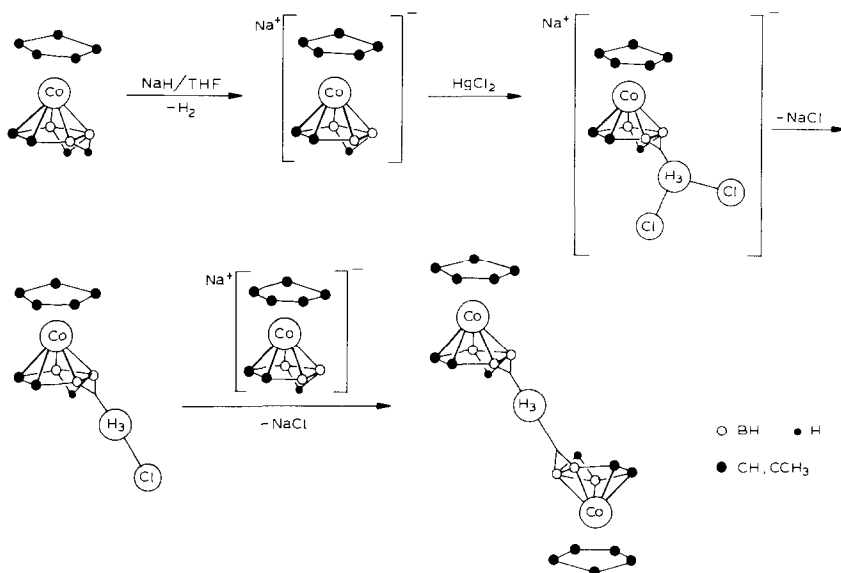 Na⁺
−
Na⁺
−
Co
NaH/THF
−H₂
Co
HgCl₂
Co
−NaCl
H₃
Cl
Cl
Co
Na⁺
−
Co
Co
−NaCl
H₃
Cl
H₃
○ BH • H
● CH, CCH₃
Co